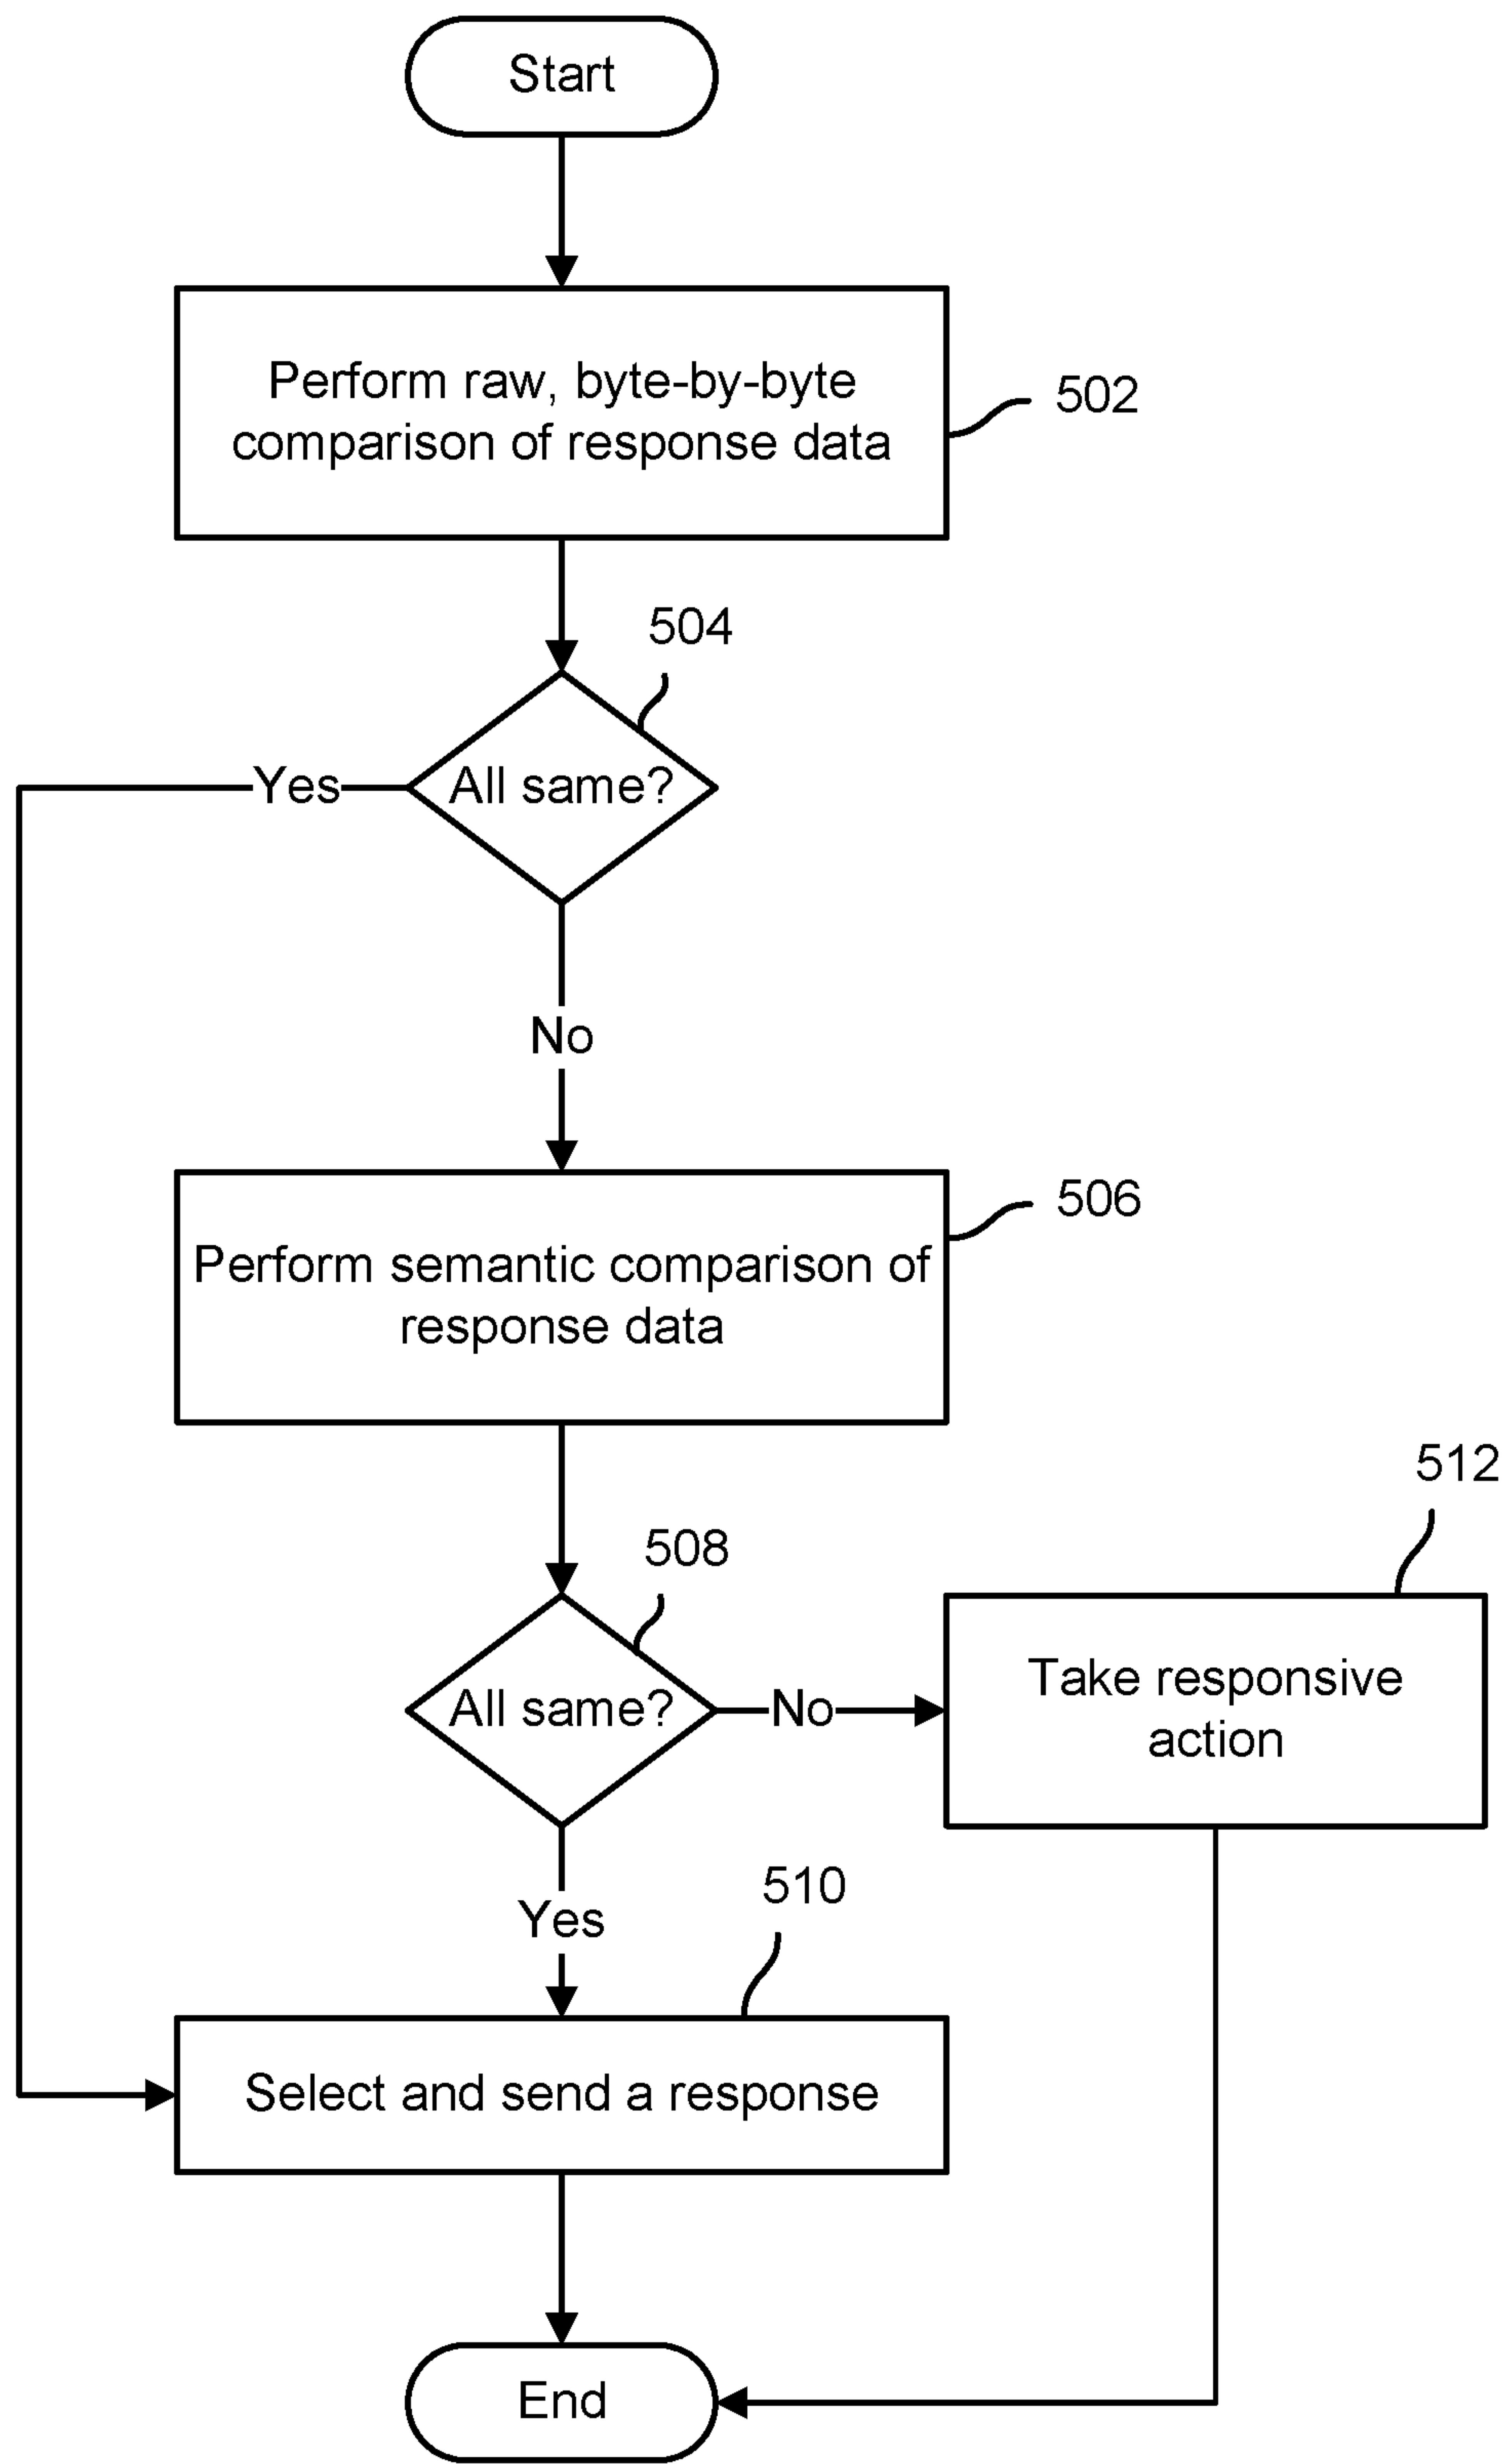 Start
Perform raw, byte-by-byte
comparison of response data
502
504
All same?
Yes
No
506
Perform semantic comparison of
response data
512
508
All same?
No
Take responsive
action
510
Yes
Select and send a response
End